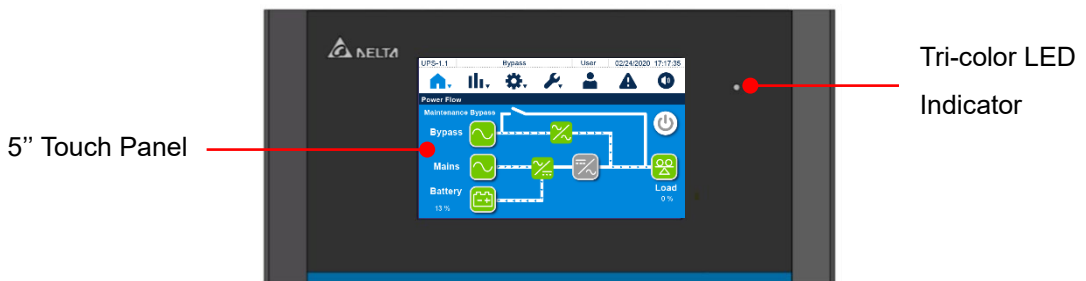 DELTA
UPS-1.1 Bypass User 02/24/2020 17:17:35
Power Flow
Maintenance Bypass
Bypass
Mains
Battery
13 %
Load
0 %
5’’ Touch Panel
Tri-color LED
Indicator